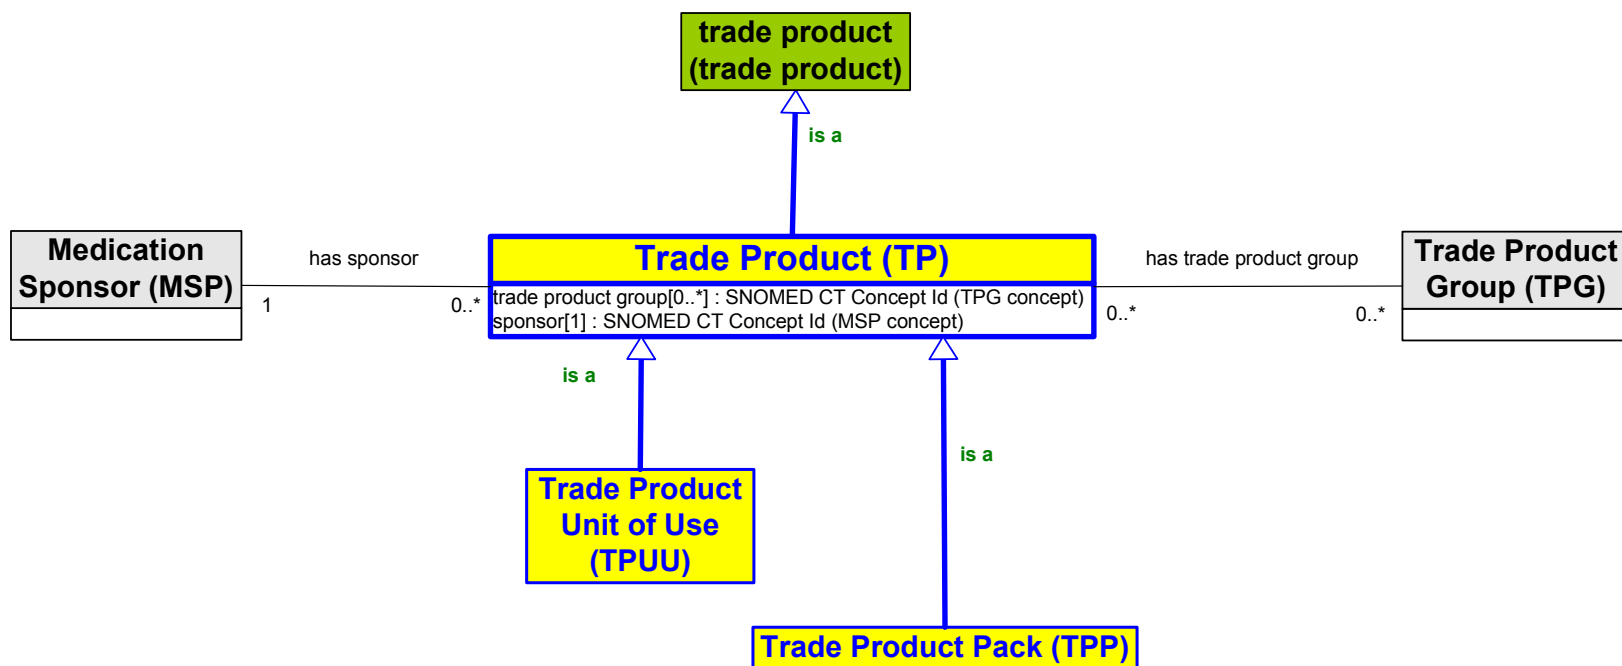 trade product
(trade product)
is a
Medication
Sponsor (MSP)
has sponsor
1
0..*
Trade Product (TP)
trade product group[0..*] : SNOMED CT Concept Id (TPG concept)
sponsor[1] : SNOMED CT Concept Id (MSP concept)
has trade product group
0..*
0..*
Trade Product
Group (TPG)
is a
is a
Trade Product
Unit of Use
(TPUU)
Trade Product Pack (TPP)